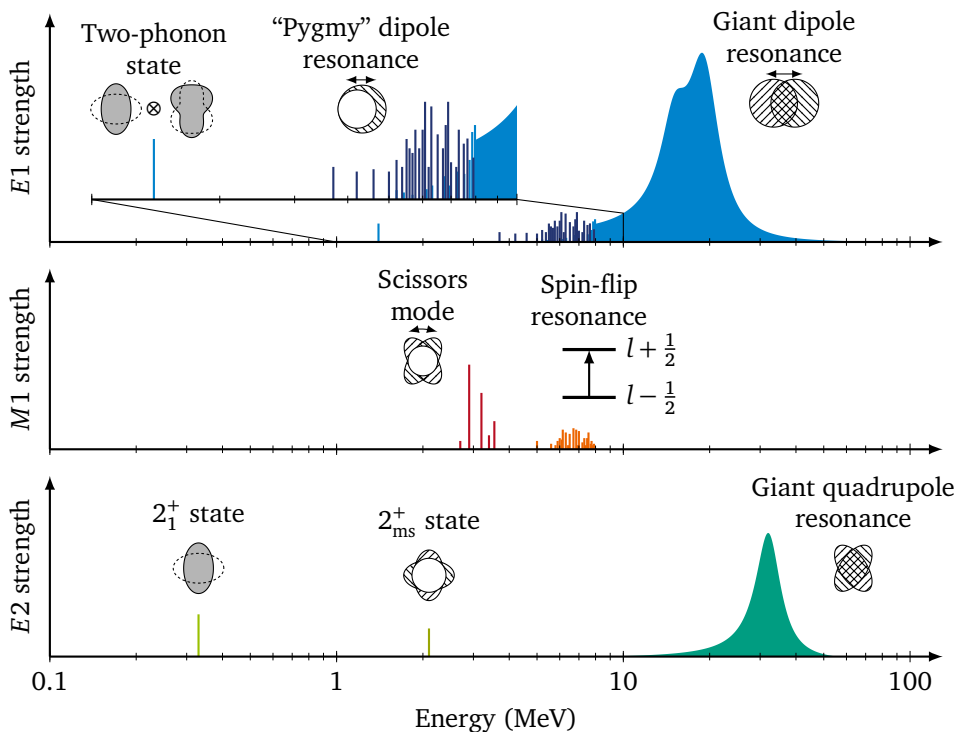 E1 strength
Two-phonon
state
⊗
“Pygmy” dipole
resonance
Giant dipole
resonance
M1 strength
Scissors
mode
Spin-flip
resonance
l + 1/2
l − 1/2
E2 strength
2₁⁺ state
2ₘₛ⁺ state
Giant quadrupole
resonance
0.1 1 10 100
Energy (MeV)